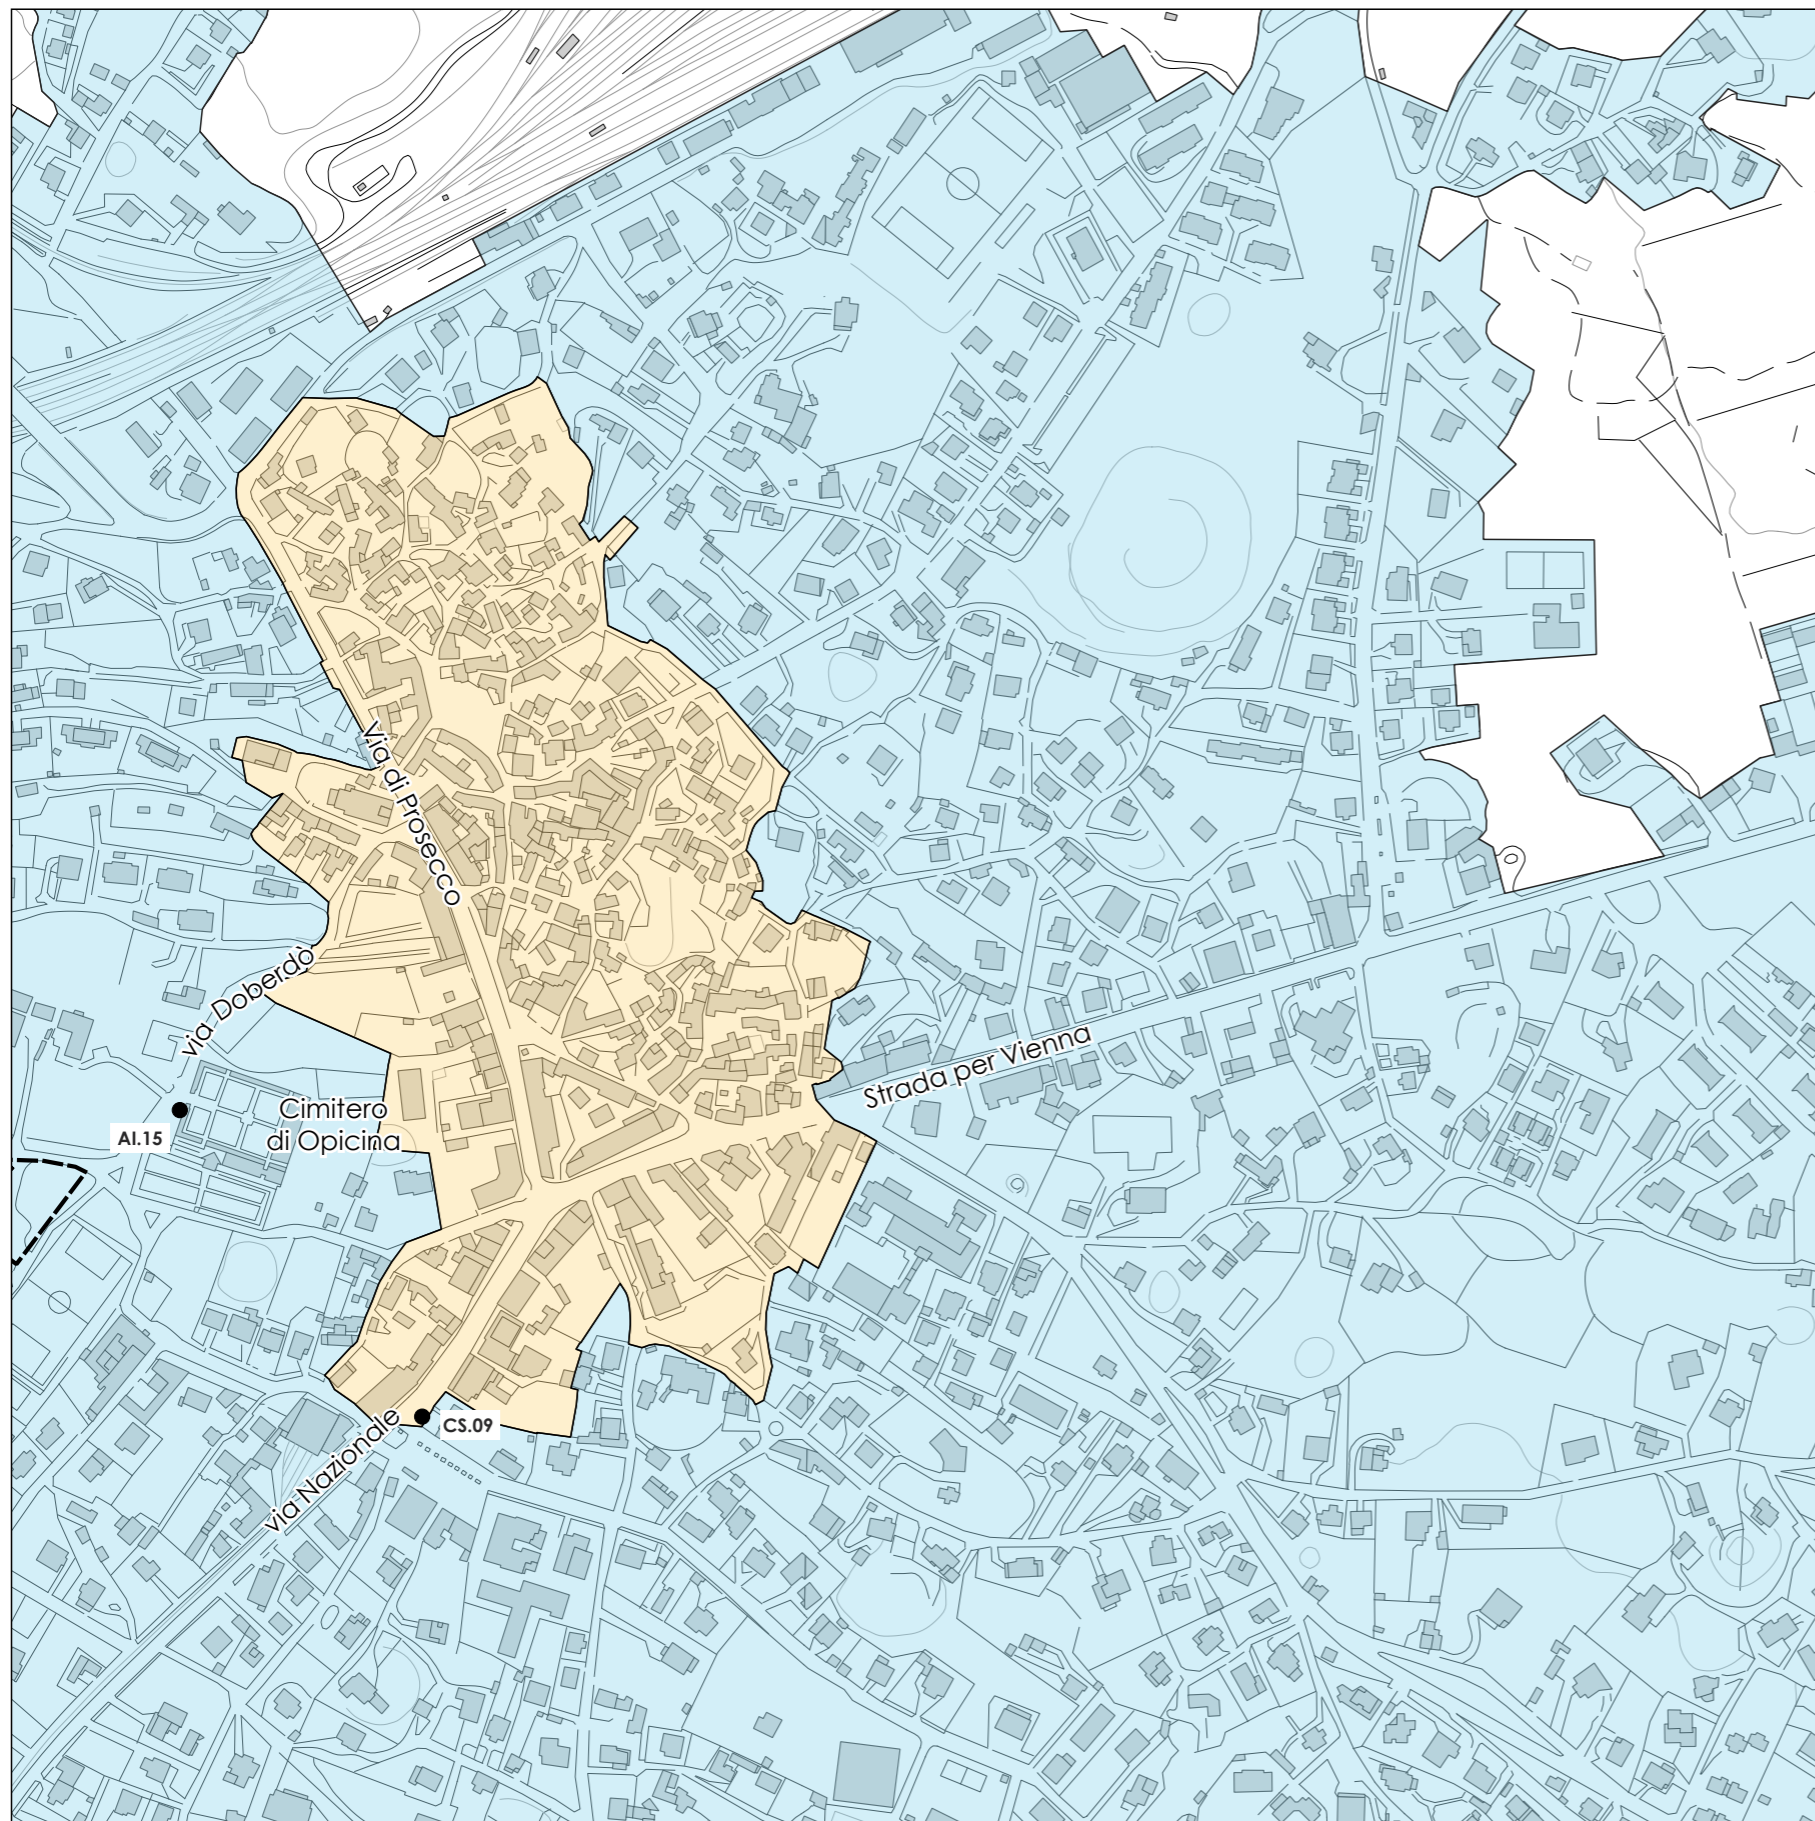 Via di Prosecco
via Doberdò
Strada per Vienna
Cimitero
di Opicina
AI.15
CS.09
via Nazionale